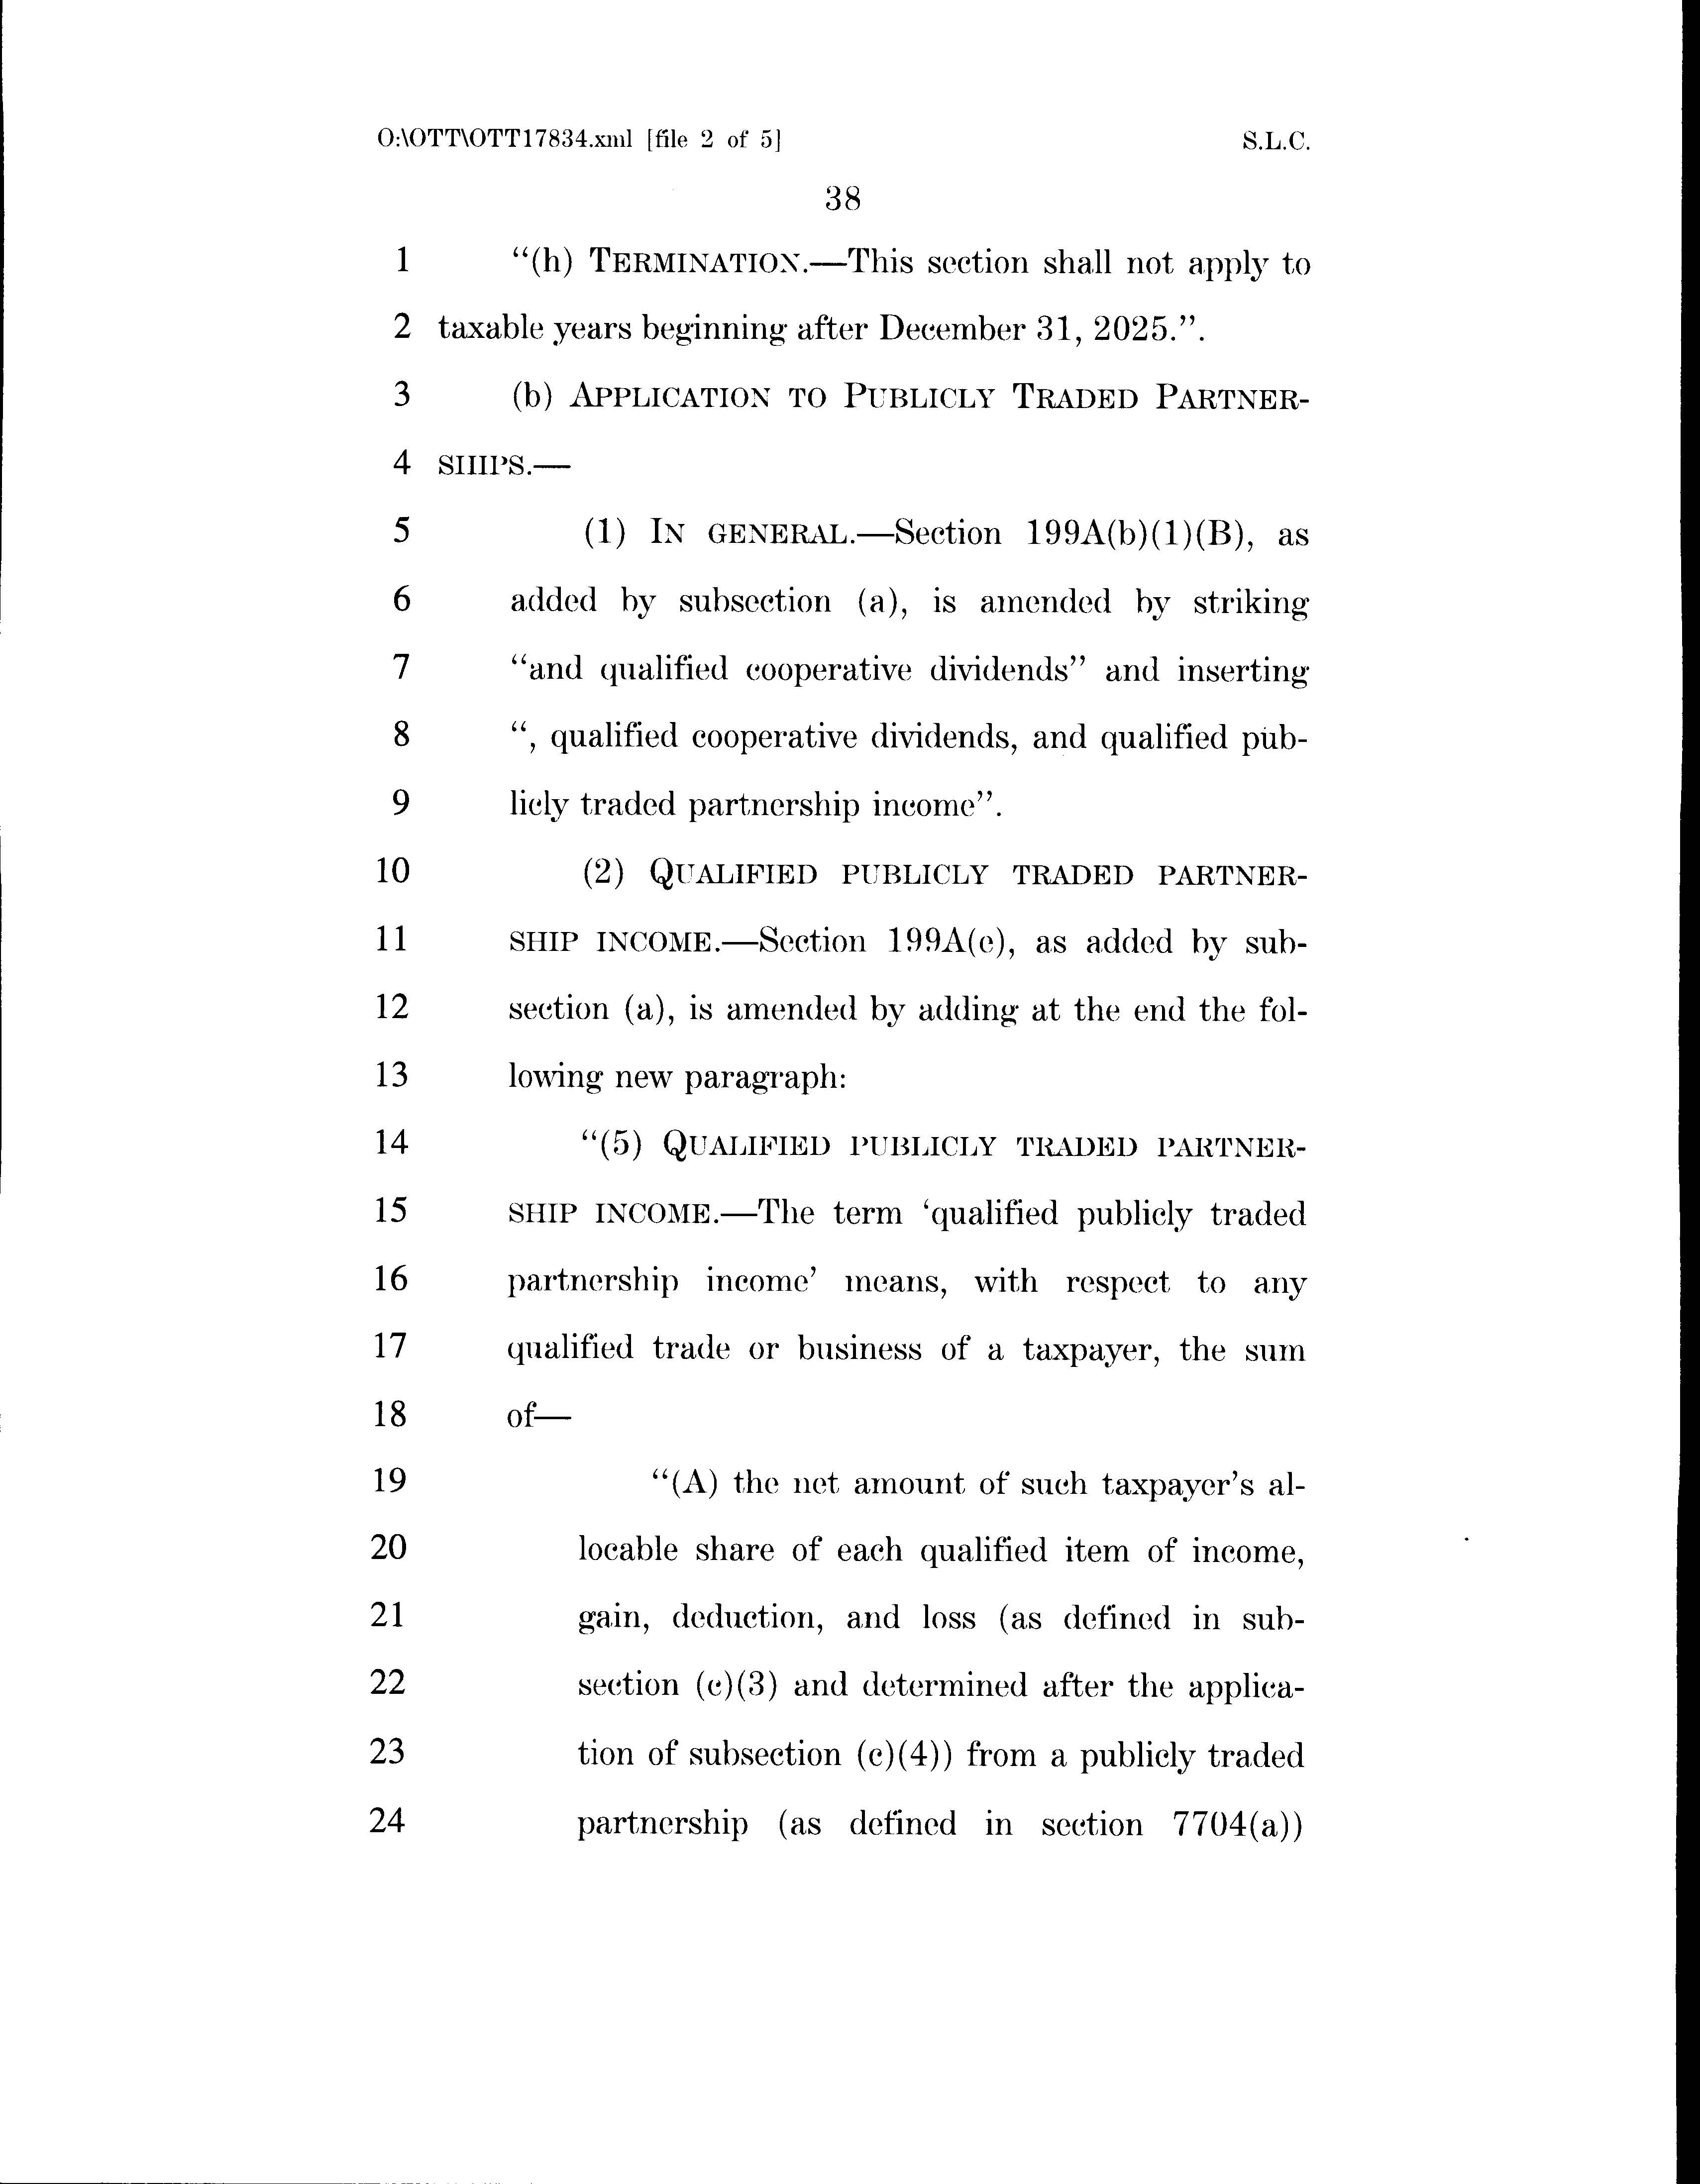 O:\OTT\OTT17834.xml [file 2 of 5] S.L.C.
38
1 “(h) TERMINATION.—This section shall not apply to
2 taxable years beginning after December 31, 2025.”.
3 (b) APPLICATION TO PUBLICLY TRADED PARTNER-
4 SHIPS.—
5 (1) IN GENERAL.—Section 199A(b)(1)(B), as
6 added by subsection (a), is amended by striking
7 “and qualified cooperative dividends” and inserting
8 “, qualified cooperative dividends, and qualified pub-
9 licly traded partnership income”.
10 (2) QUALIFIED PUBLICLY TRADED PARTNER-
11 SHIP INCOME.—Section 199A(e), as added by sub-
12 section (a), is amended by adding at the end the fol-
13 lowing new paragraph:
14 “(5) QUALIFIED PUBLICLY TRADED PARTNER-
15 SHIP INCOME.—The term ‘qualified publicly traded
16 partnership income’ means, with respect to any
17 qualified trade or business of a taxpayer, the sum
18 of—
19 “(A) the net amount of such taxpayer’s al-
20 locable share of each qualified item of income,
21 gain, deduction, and loss (as defined in sub-
22 section (c)(3) and determined after the applica-
23 tion of subsection (c)(4)) from a publicly traded
24 partnership (as defined in section 7704(a))